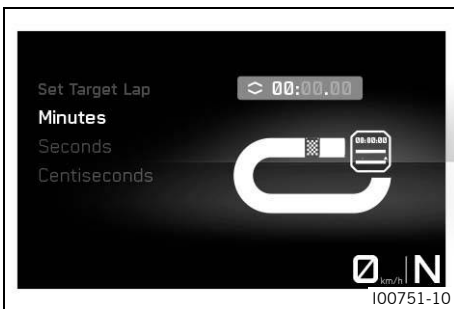 Set Target Lap
00:00.00
Minutes
Seconds
Centiseconds
00:00:00
0 km/h N
I00751-10